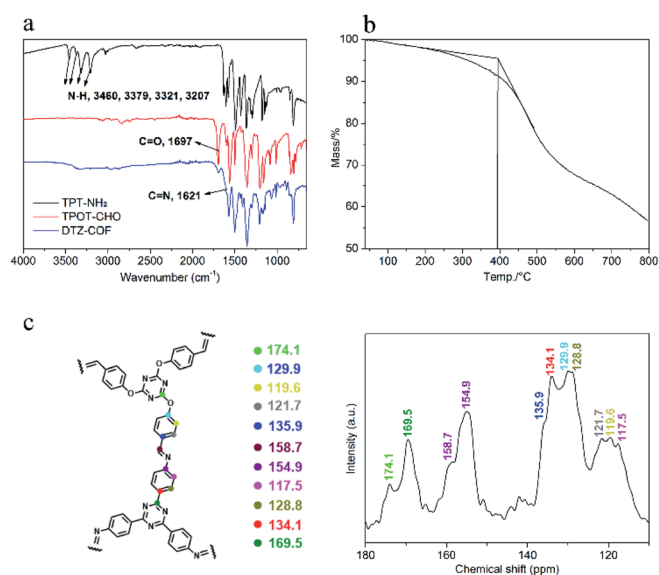 a
N-H, 3460, 3379, 3321, 3207
C=O, 1697
C=N, 1621
TPT-NH₂
TPOT-CHO
DTZ-COF
4000 3500 3000 2500 2000 1500 1000
Wavenumber (cm⁻¹)
b
100
90
80
70
60
50
Mass/%
100 200 300 400 500 600 700 800
Temp./°C
c
O
O
N
N
N
O
N
N
N
N
N
N
174.1
129.9
119.6
121.7
135.9
158.7
154.9
117.5
128.8
134.1
169.5
Intensity (a.u.)
174.1
169.5
158.7
154.9
135.9
134.1
129.9
128.8
121.7
119.6
117.5
180 160 140 120
Chemical shift (ppm)